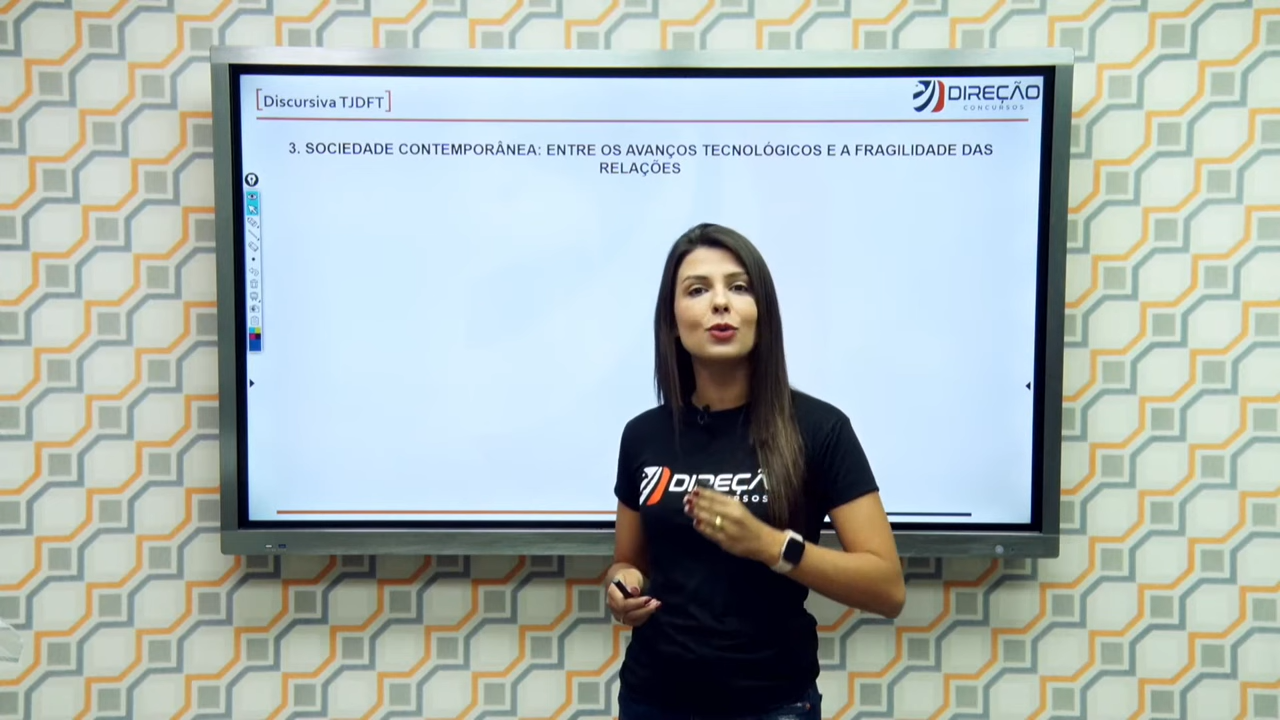 [Discursiva TJDFT]
DIREÇÃO
CONCURSOS
3. SOCIEDADE CONTEMPORÂNEA: ENTRE OS AVANÇOS TECNOLÓGICOS E A FRAGILIDADE DAS
RELAÇÕES